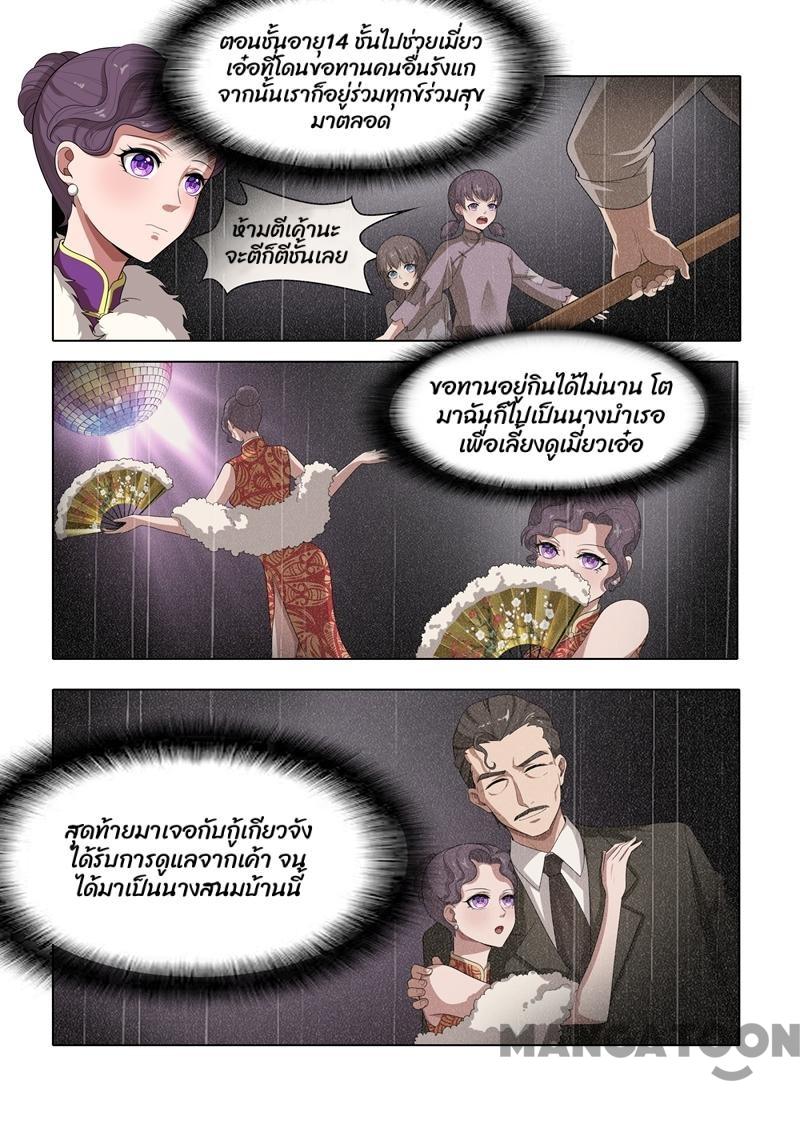 ตอนชั้นอายุ14 ชั้นไปช่วยเมี่ยว
เอ๋อที่โดนขอทานคนอื่นรังแก
จากนั้นเราก็อยู่ร่วมทุกข์ร่วมสุข
มาตลอด
ห้ามตีเค้านะ
จะตีก็ตีชั้นเลย
ขอทานอยู่กินได้ไม่นาน โต
มาฉันก็ไปเป็นนางบำเรอ
เพื่อเลี้ยงดูเมี่ยวเอ๋อ
สุดท้ายมาเจอกับกู้เกียวจัง
ได้รับการดูแลจากเค้า จน
ได้มาเป็นนางสนมบ้านนี้
MANGATOON